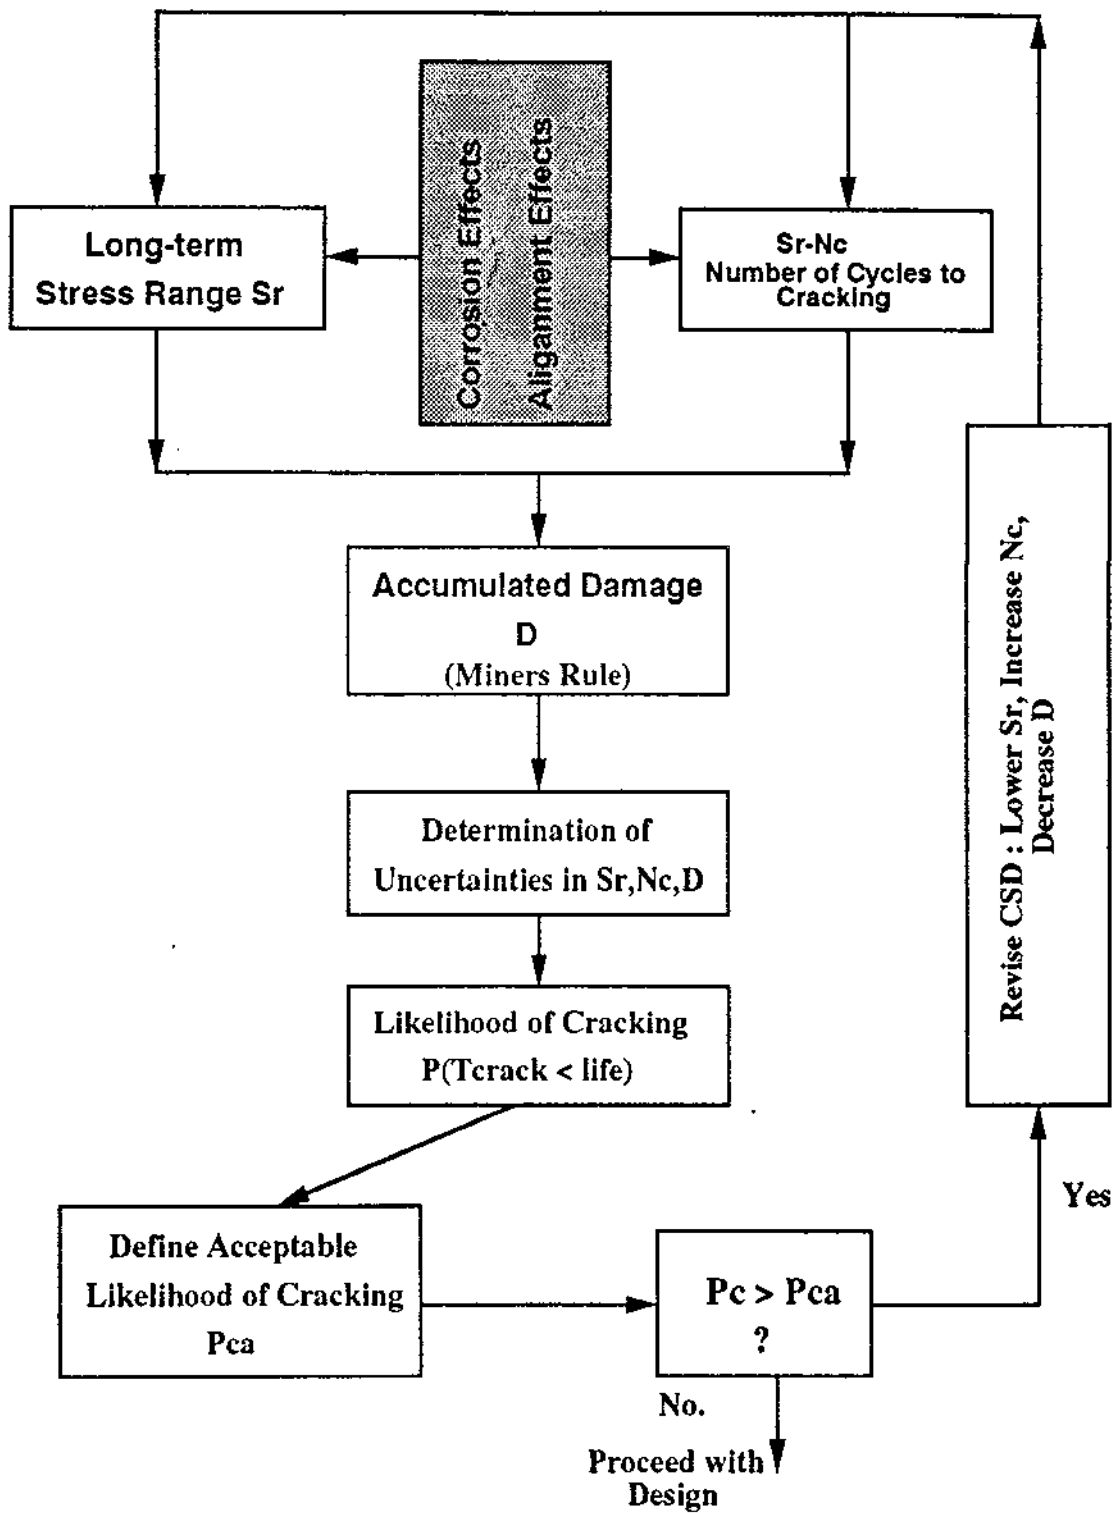 Long-term
Stress Range Sr
Corrosion Effects
Aliganment Effects
Sr-Nc
Number of Cycles to
Cracking
Accumulated Damage
D
(Miners Rule)
Determination of
Uncertainties in Sr,Nc,D
Likelihood of Cracking
P(Tcrack < life)
Revise CSD : Lower Sr, Increase Nc,
Decrease D
Define Acceptable
Likelihood of Cracking
Pca
Pc > Pca
?
Yes
No.
Proceed with
Design